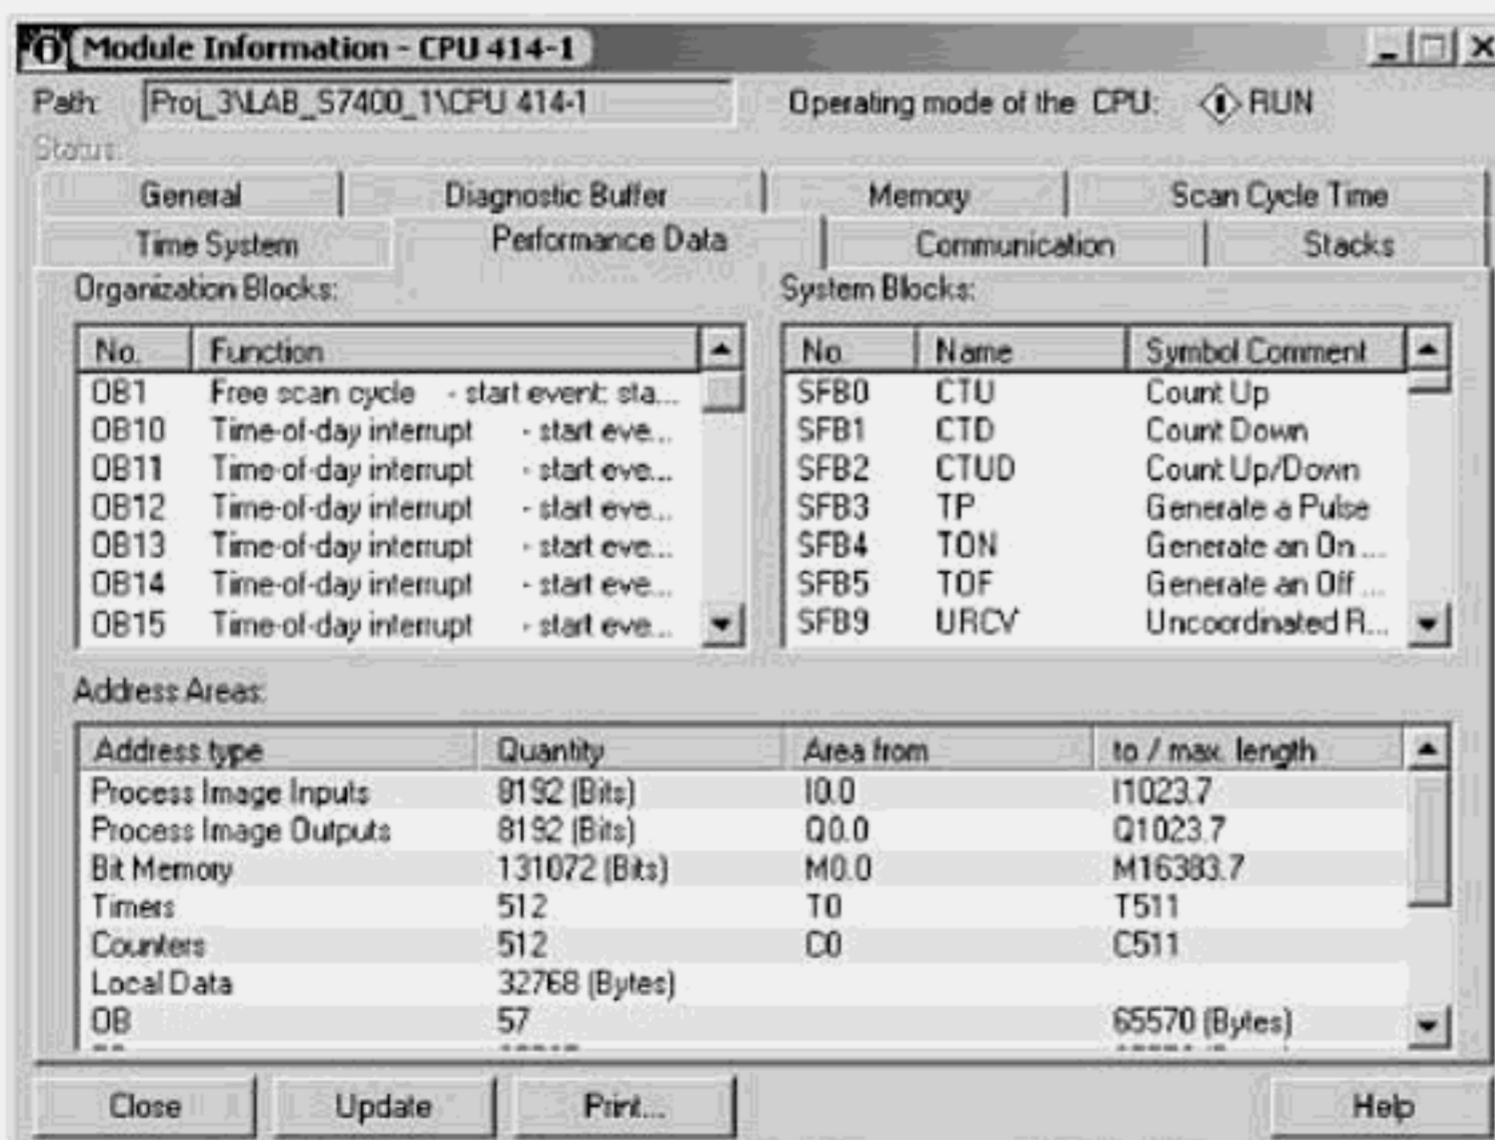 Module Information - CPU 414-1
Path: Proj_3\LAB_S7400_1\CPU 414-1 Operating mode of the CPU: RUN
Status:
General Diagnostic Buffer Memory Scan Cycle Time
Time System Performance Data Communication Stacks
Organization Blocks: System Blocks:
No. Function No. Name Symbol Comment
OB1 Free scan cycle - start event: sta... SFB0 CTU Count Up
OB10 Time-of-day interrupt - start eve... SFB1 CTD Count Down
OB11 Time-of-day interrupt - start eve... SFB2 CTUD Count Up/Down
OB12 Time-of-day interrupt - start eve... SFB3 TP Generate a Pulse
OB13 Time-of-day interrupt - start eve... SFB4 TON Generate an On ...
OB14 Time-of-day interrupt - start eve... SFB5 TOF Generate an Off ...
OB15 Time-of-day interrupt - start eve... SFB9 URCV Uncoordinated R...
Address Areas:
Address type Quantity Area from to / max. length
Process Image Inputs 8192 (Bits) I0.0 I1023.7
Process Image Outputs 8192 (Bits) Q0.0 Q1023.7
Bit Memory 131072 (Bits) M0.0 M16383.7
Timers 512 T0 T511
Counters 512 C0 C511
Local Data 32768 (Bytes)
OB 57 65570 (Bytes)
Close Update Print... Help